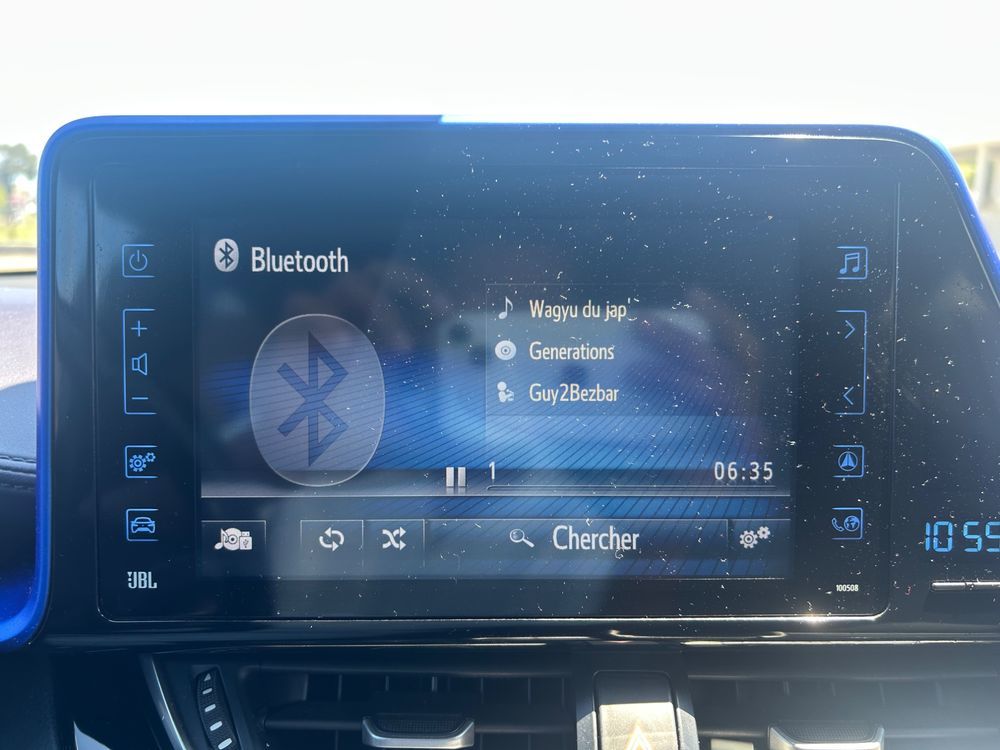 Bluetooth
Wagyu du jap'
Generations
Guy2Bezbar
1 06:35
Chercher
JBL
100508
10:55